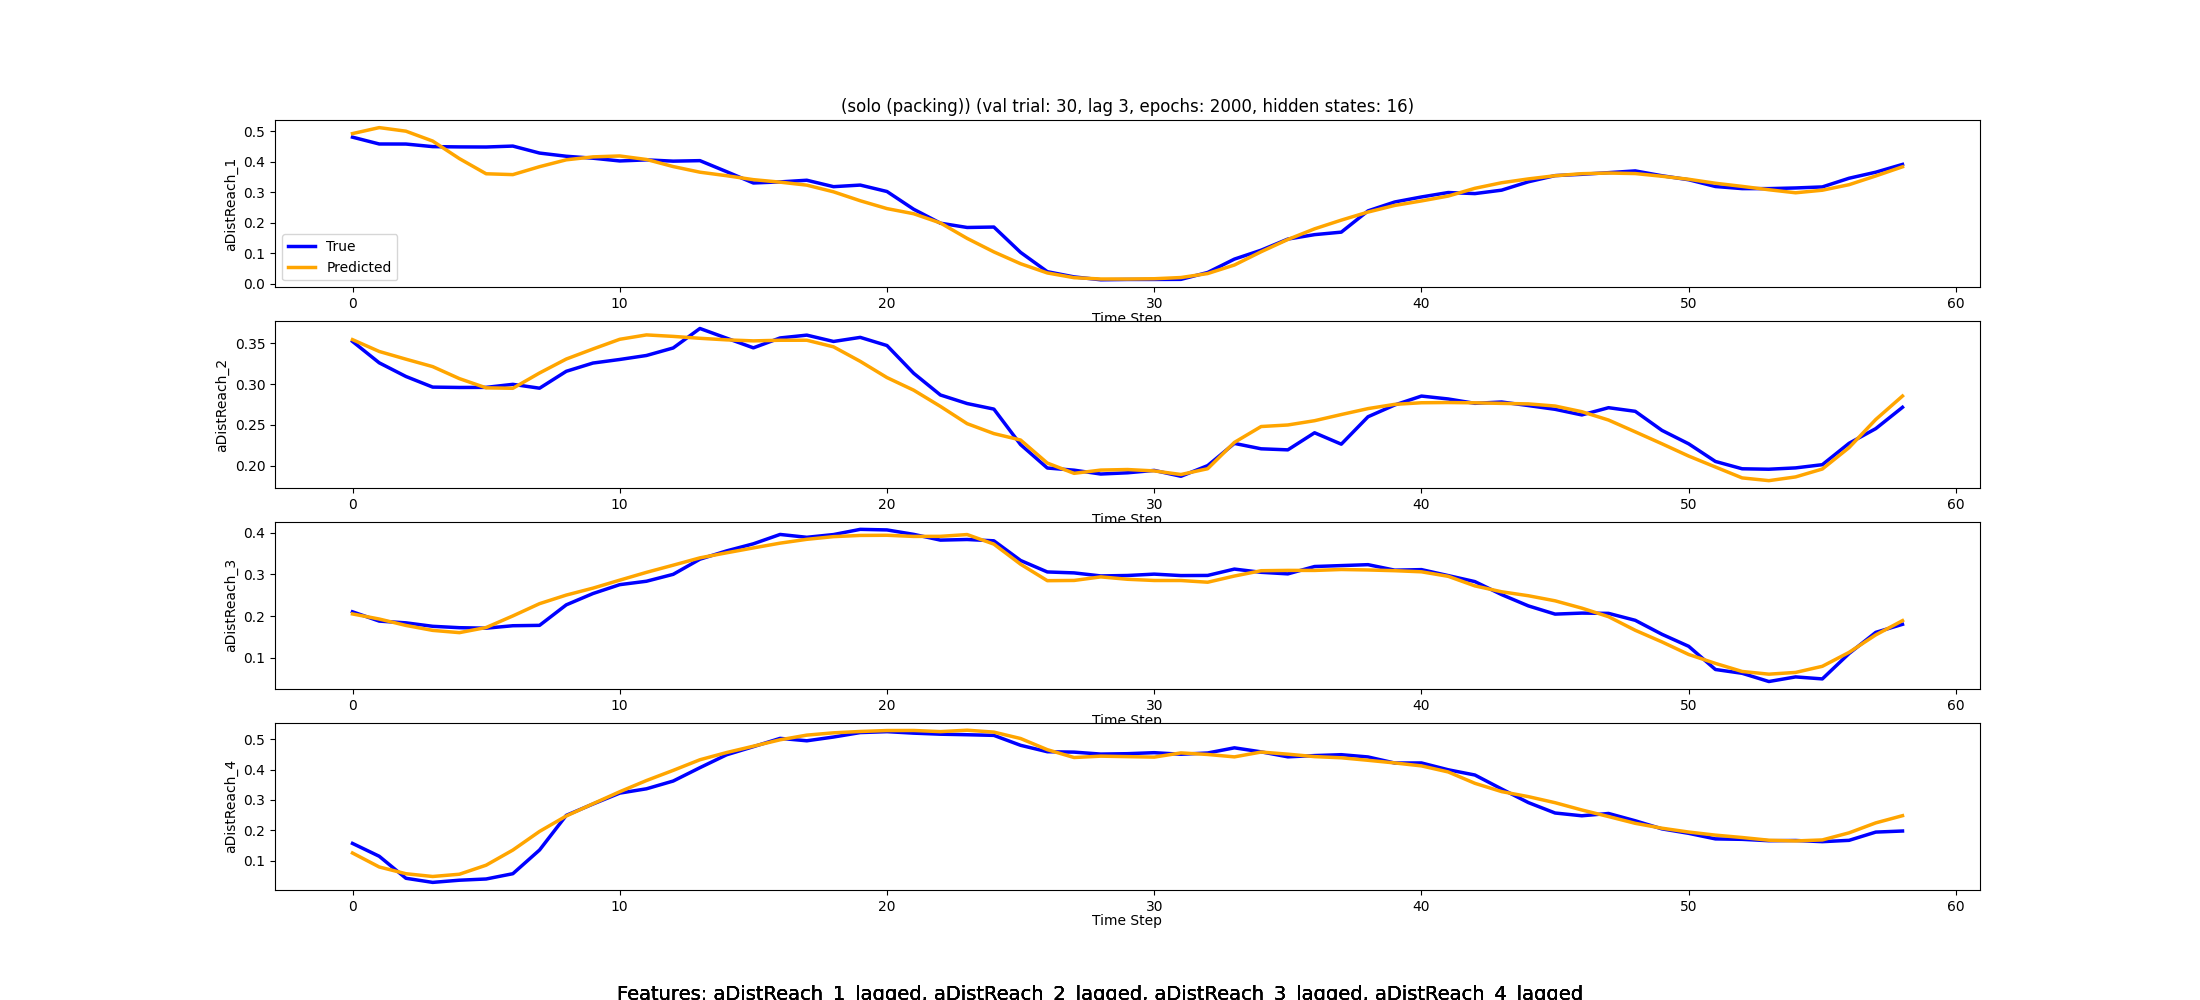 (solo (packing)) (val trial: 30, lag 3, epochs: 2000, hidden states: 16)
aDistReach_1
0.5
0.4
0.3
0.2
0.1
0.0
True
Predicted
0 10 20 30 40 50 60
Time Step
aDistReach_2
0.35
0.30
0.25
0.20
0 10 20 30 40 50 60
Time Step
aDistReach_3
0.4
0.3
0.2
0.1
0 10 20 30 40 50 60
Time Step
aDistReach_4
0.5
0.4
0.3
0.2
0.1
0 10 20 30 40 50 60
Time Step
Features: aDistReach_1_lagged, aDistReach_2_lagged, aDistReach_3_lagged, aDistReach_4_lagged